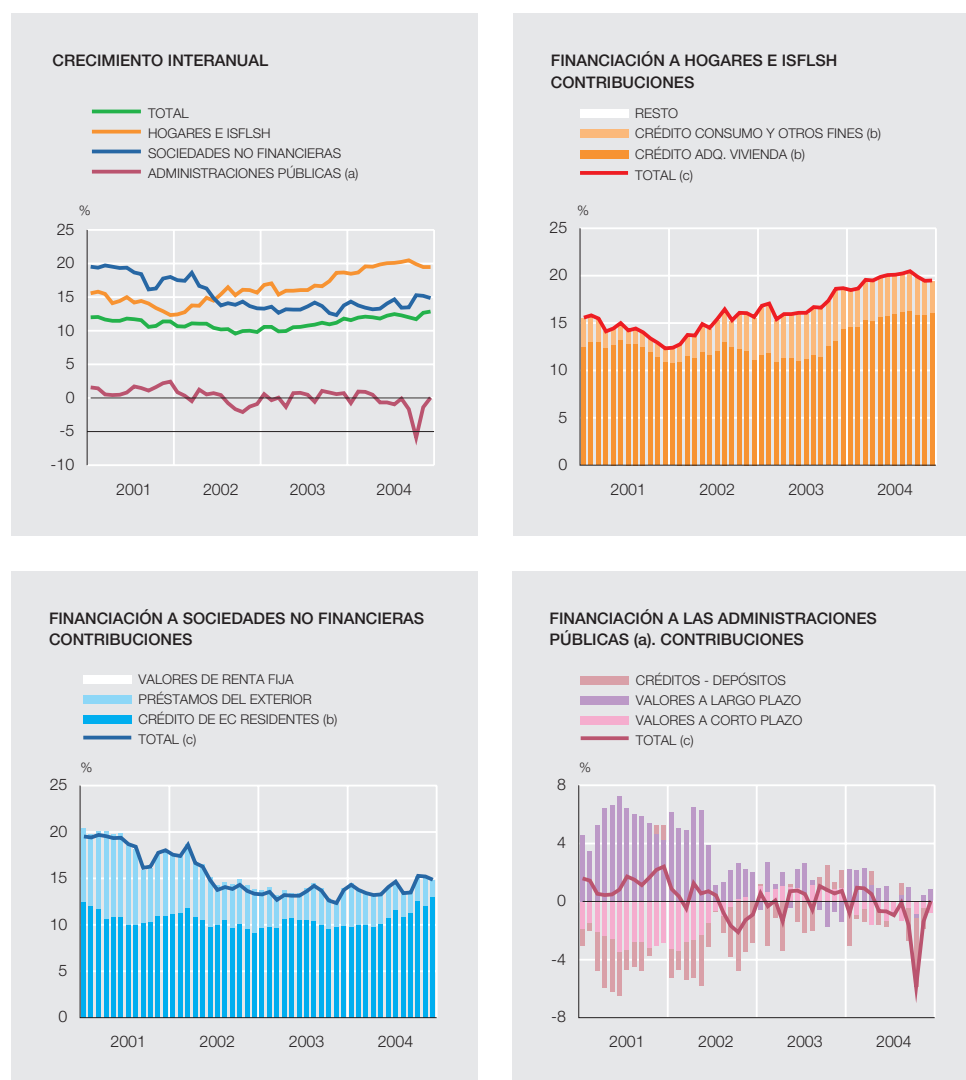 CRECIMIENTO INTERANUAL
TOTAL
HOGARES E ISFLSH
SOCIEDADES NO FINANCIERAS
ADMINISTRACIONES PÚBLICAS (a)
%
25
20
15
10
5
0
-5
-10
2001 2002 2003 2004
FINANCIACIÓN A HOGARES E ISFLSH
CONTRIBUCIONES
RESTO
CRÉDITO CONSUMO Y OTROS FINES (b)
CRÉDITO ADQ. VIVIENDA (b)
TOTAL (c)
%
25
20
15
10
5
0
2001 2002 2003 2004
FINANCIACIÓN A SOCIEDADES NO FINANCIERAS
CONTRIBUCIONES
VALORES DE RENTA FIJA
PRÉSTAMOS DEL EXTERIOR
CRÉDITO DE EC RESIDENTES (b)
TOTAL (c)
%
25
20
15
10
5
0
2001 2002 2003 2004
FINANCIACIÓN A LAS ADMINISTRACIONES
PÚBLICAS (a). CONTRIBUCIONES
CRÉDITOS - DEPÓSITOS
VALORES A LARGO PLAZO
VALORES A CORTO PLAZO
TOTAL (c)
%
8
4
0
-4
-8
2001 2002 2003 2004